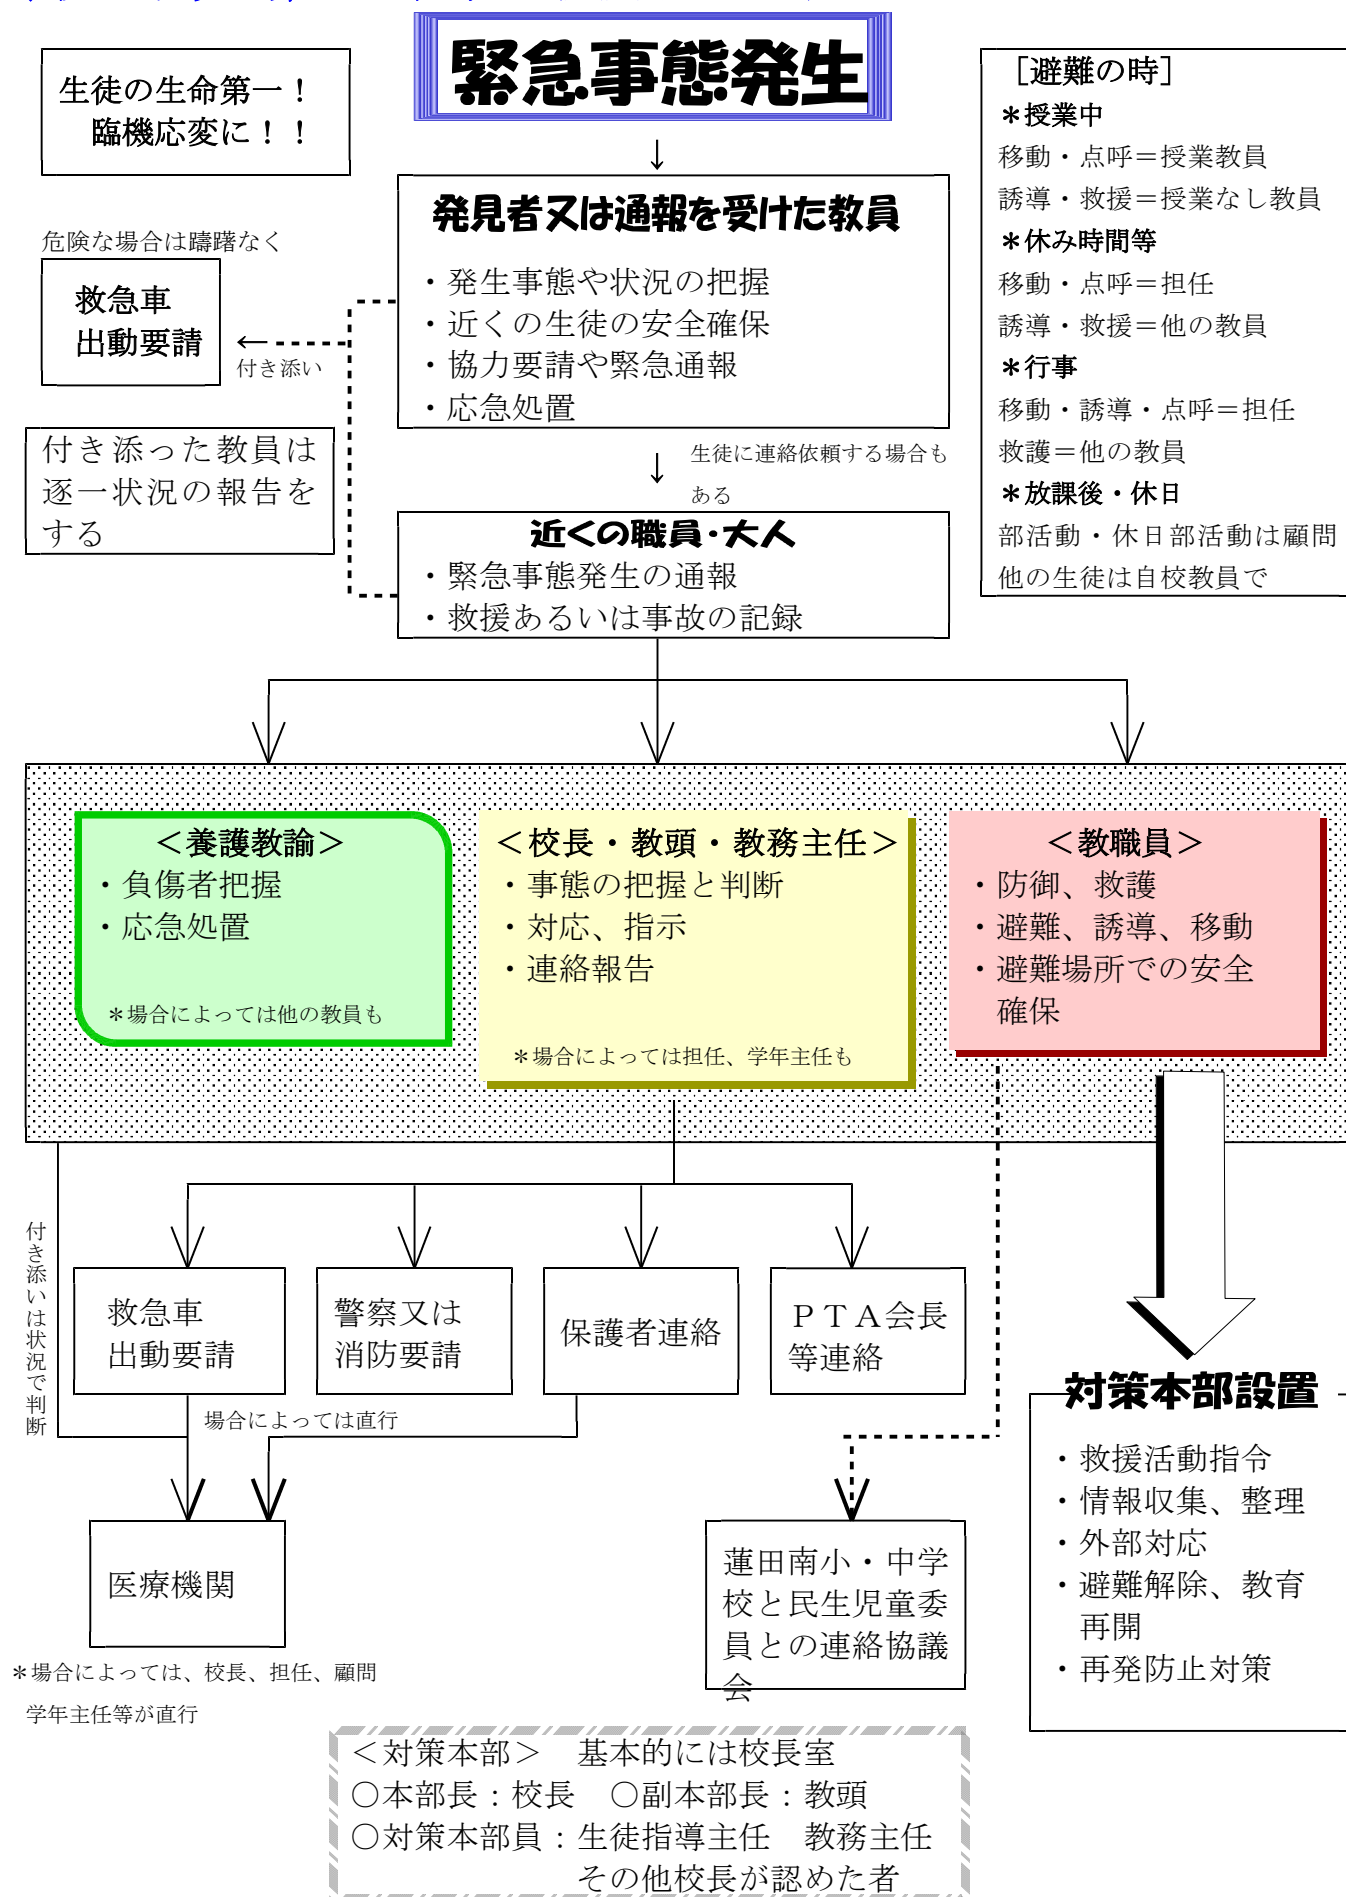 緊急事態発生
生徒の生命第一！
臨機応変に！！
↓
発見者又は通報を受けた教員
・発生事態や状況の把握
・近くの生徒の安全確保
・協力要請や緊急通報
・応急処置
危険な場合は躊躇なく
救急車
出動要請
←
付き添い
付き添った教員は
逐一状況の報告を
する
↓
生徒に連絡依頼する場合も
ある
近くの職員・大人
・緊急事態発生の通報
・救援あるいは事故の記録
［避難の時］
＊授業中
移動・点呼＝授業教員
誘導・救援＝授業なし教員
＊休み時間等
移動・点呼＝担任
誘導・救援＝他の教員
＊行事
移動・誘導・点呼＝担任
救護＝他の教員
＊放課後・休日
部活動・休日部活動は顧問
他の生徒は自校教員で
＜養護教諭＞
・負傷者把握
・応急処置
＊場合によっては他の教員も
＜校長・教頭・教務主任＞
・事態の把握と判断
・対応、指示
・連絡報告
＊場合によっては担任、学年主任も
＜教職員＞
・防御、救護
・避難、誘導、移動
・避難場所での安全
確保
付き添いは状況で判断
救急車
出動要請
警察又は
消防要請
保護者連絡
ＰＴＡ会長
等連絡
場合によっては直行
医療機関
＊場合によっては、校長、担任、顧問
学年主任等が直行
蓮田南小・中学
校と民生児童委
員との連絡協議
会
対策本部設置
・救援活動指令
・情報収集、整理
・外部対応
・避難解除、教育
再開
・再発防止対策
＜対策本部＞　基本的には校長室
○本部長：校長　○副本部長：教頭
○対策本部員：生徒指導主任　教務主任
その他校長が認めた者